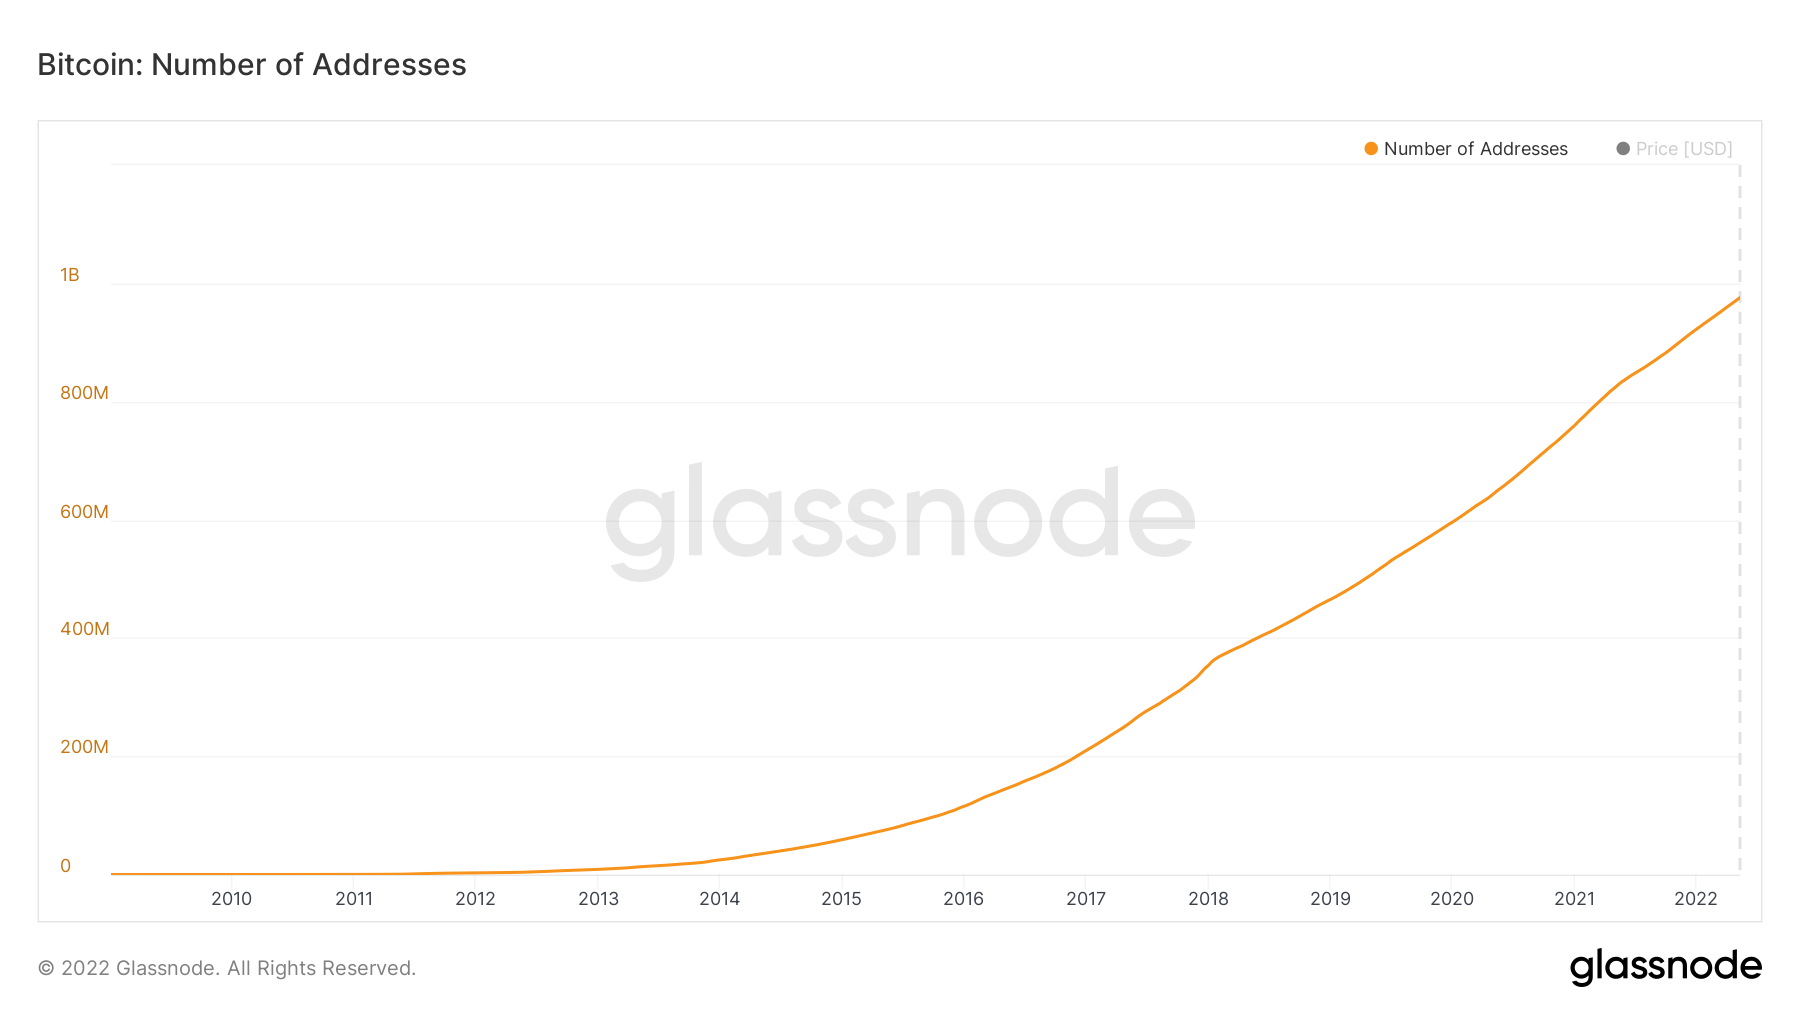 Bitcoin: Number of Addresses
Number of Addresses Price [USD]
1B
800M
600M
400M
200M
0
glassnode
2010 2011 2012 2013 2014 2015 2016 2017 2018 2019 2020 2021 2022
© 2022 Glassnode. All Rights Reserved.
glassnode